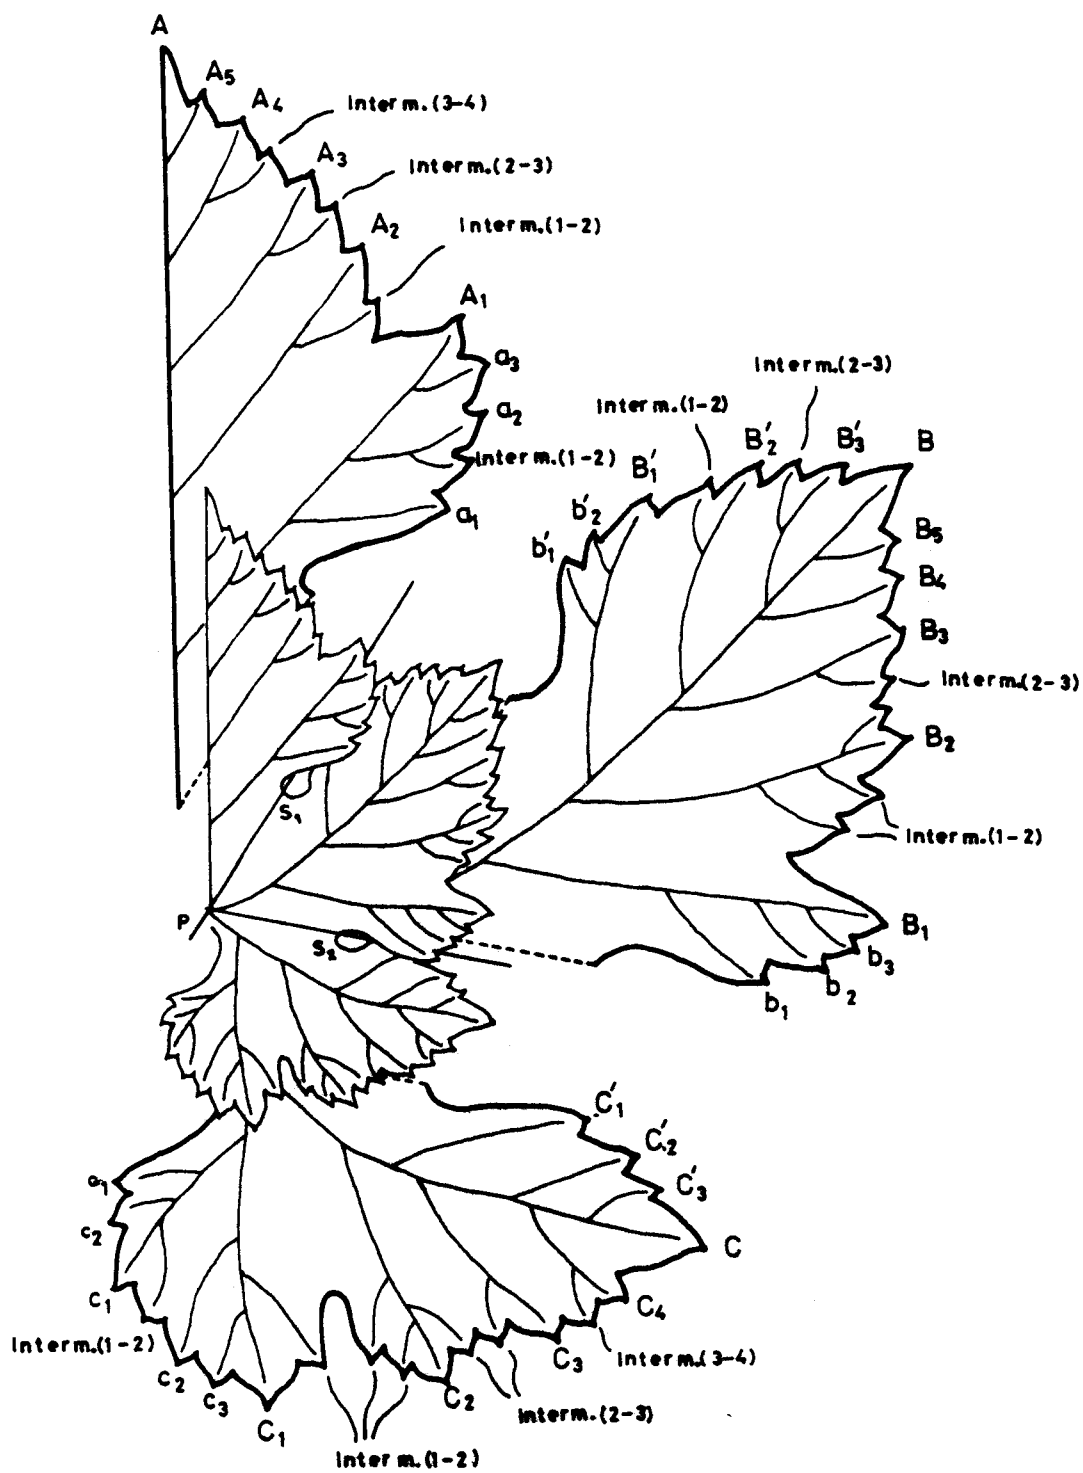 A
A5
A4
Interm.(3-4)
A3
Interm.(2-3)
A2
Interm.(1-2)
A1
a3
a2
Interm.(1-2)
a1
Interm.(2-3)
Interm.(1-2)
B'2
B'3
B
B'1
b'2
b'1
B5
B4
B3
Interm.(2-3)
B2
Interm.(1-2)
B1
b3
b2
b1
S1
P
S2
C'1
C'2
C'3
C
C4
Interm.(3-4)
C3
Interm.(2-3)
C2
Interm.(1-2)
C1
c3
c2
Interm.(1-2)
c1
c2
a1